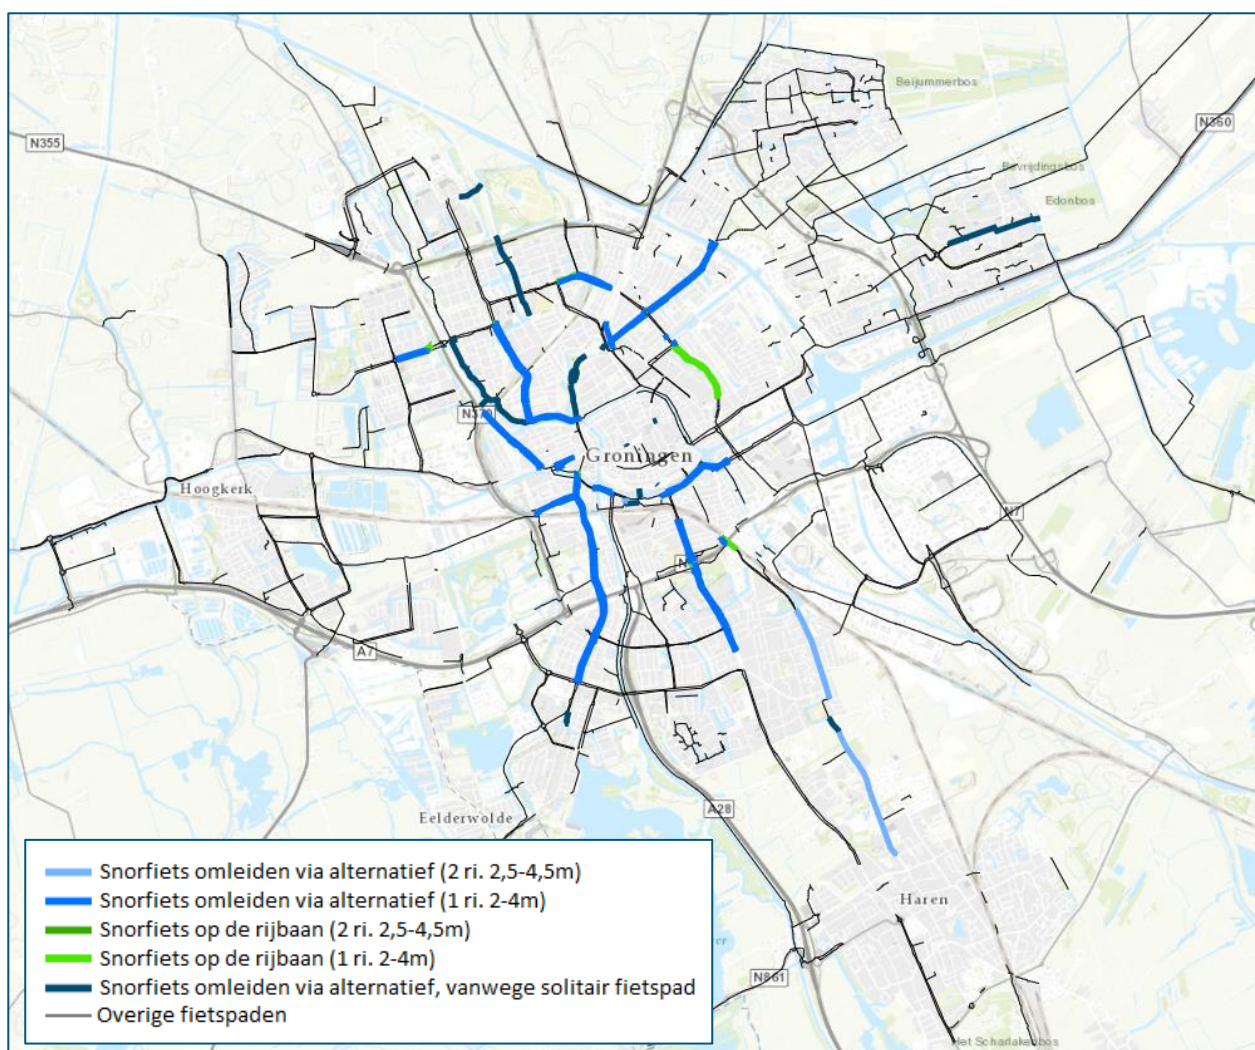 Beijummerbos
N355
N360
Edonbos
N370
Groningen
Hoogkerk
N7
A7
A28
Eelderwolde
Haren
N861
Het Scharlakenbos
Snorfiets omleiden via alternatief (2 ri. 2,5-4,5m)
Snorfiets omleiden via alternatief (1 ri. 2-4m)
Snorfiets op de rijbaan (2 ri. 2,5-4,5m)
Snorfiets op de rijbaan (1 ri. 2-4m)
Snorfiets omleiden via alternatief, vanwege solitair fietspad
Overige fietspaden